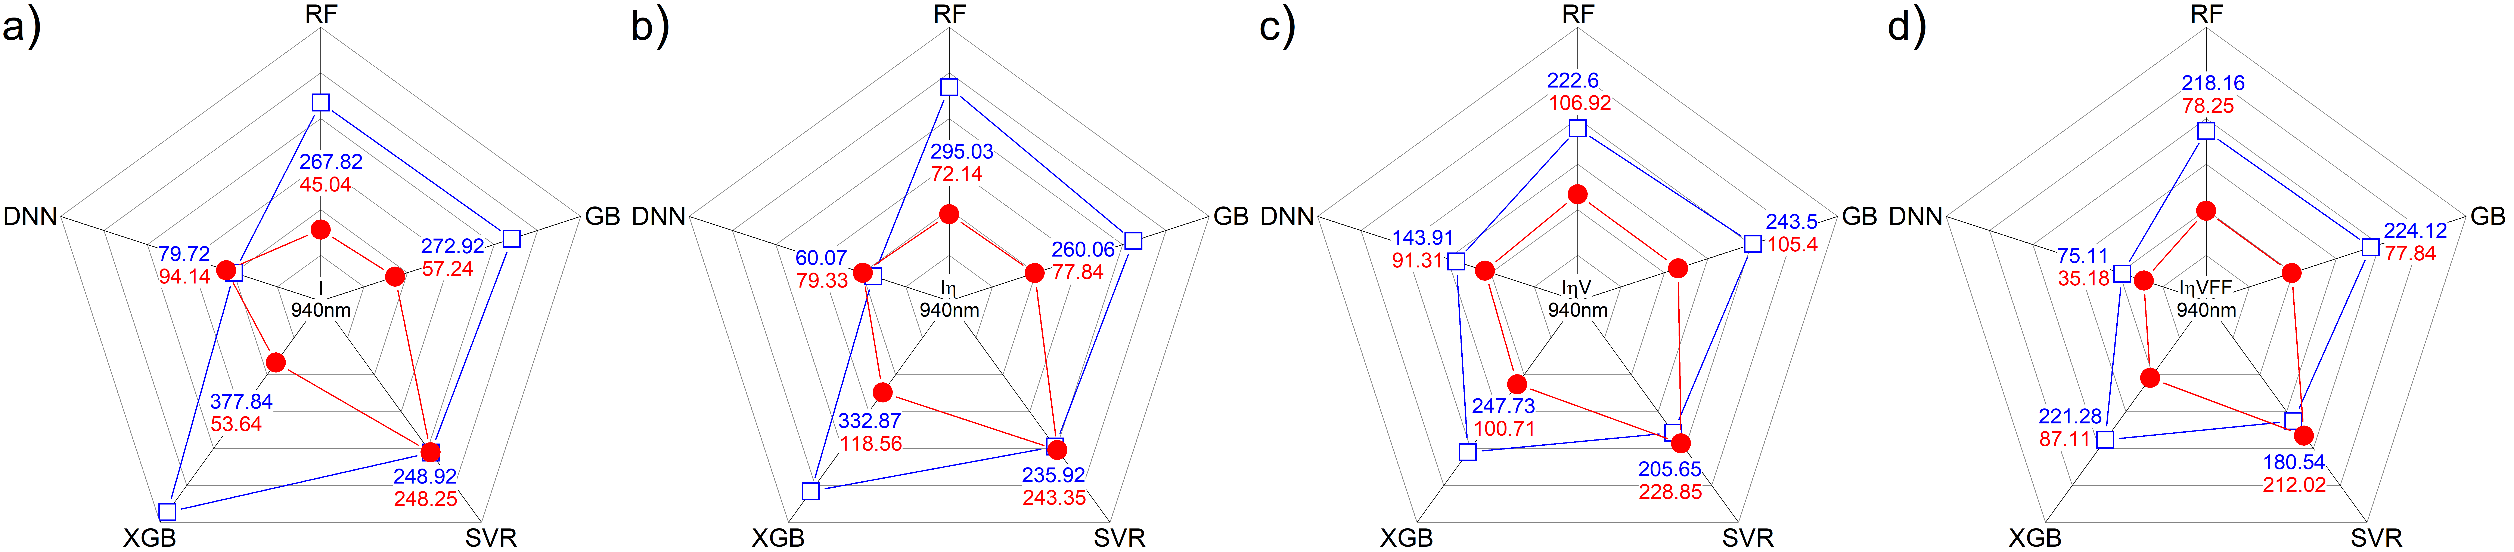 a)
RF
267.82
45.04
DNN
GB
79.72
94.14
272.92
57.24
I
940nm
377.84
53.64
248.92
248.25
XGB
SVR
b)
RF
295.03
72.14
DNN
GB
60.07
79.33
260.06
77.84
Iη
940nm
332.87
118.56
235.92
243.35
XGB
SVR
c)
RF
222.6
106.92
DNN
GB
143.91
91.31
243.5
105.4
IηV
940nm
247.73
100.71
205.65
228.85
XGB
SVR
d)
RF
218.16
78.25
DNN
GB
75.11
35.18
224.12
77.84
IηVFF
940nm
221.28
87.11
180.54
212.02
XGB
SVR